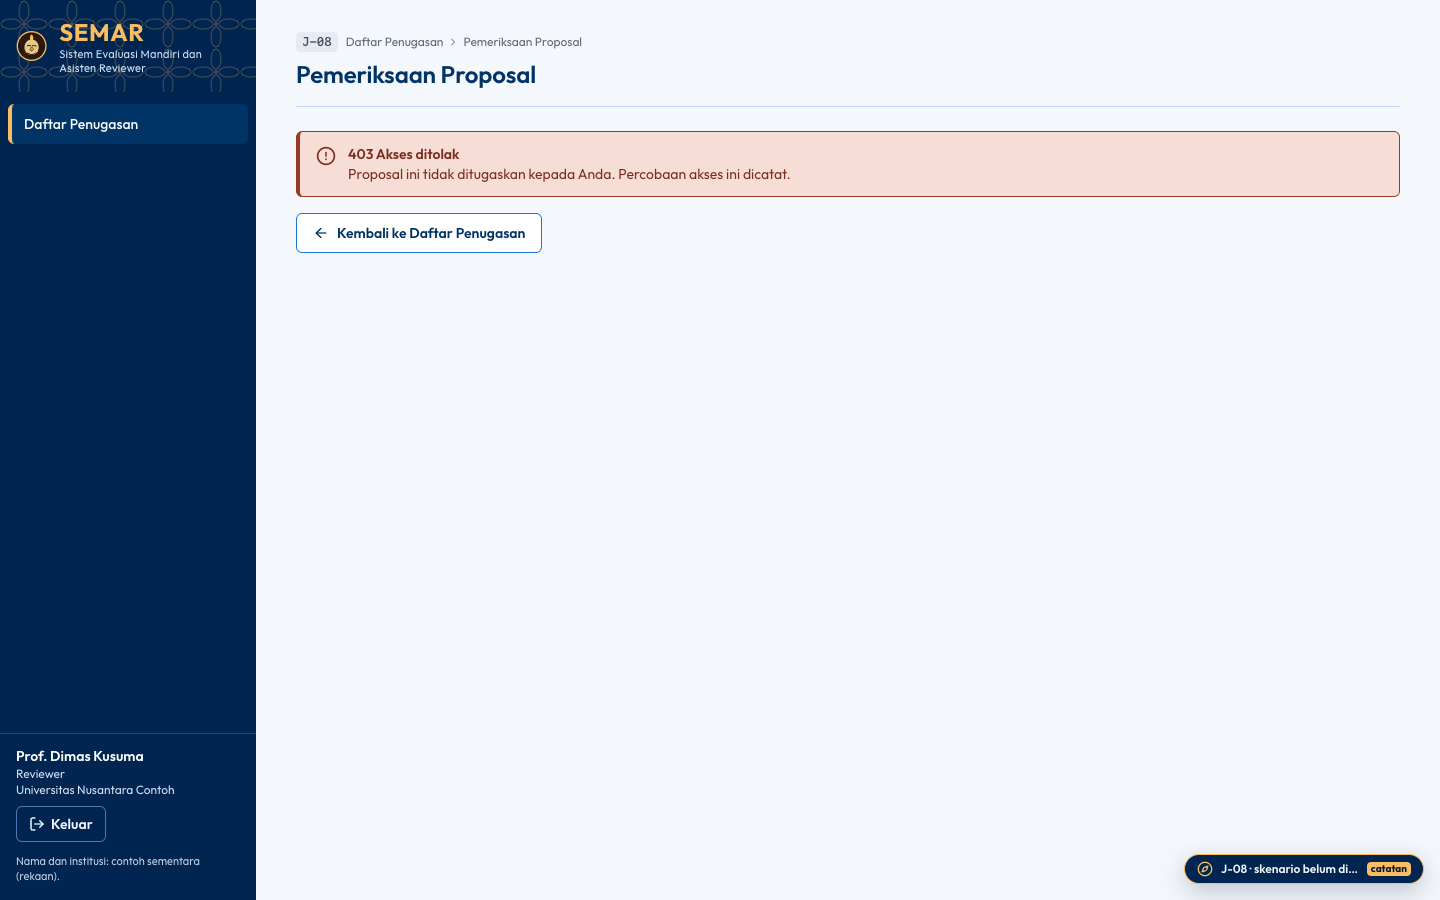 SEMAR
Sistem Evaluasi Mandiri dan
Asisten Reviewer
Daftar Penugasan
J-08 Daftar Penugasan > Pemeriksaan Proposal
Pemeriksaan Proposal
403 Akses ditolak
Proposal ini tidak ditugaskan kepada Anda. Percobaan akses ini dicatat.
← Kembali ke Daftar Penugasan
Prof. Dimas Kusuma
Reviewer
Universitas Nusantara Contoh
Keluar
Nama dan institusi: contoh sementara
(rekaan).
J-08 · skenario belum di... catatan